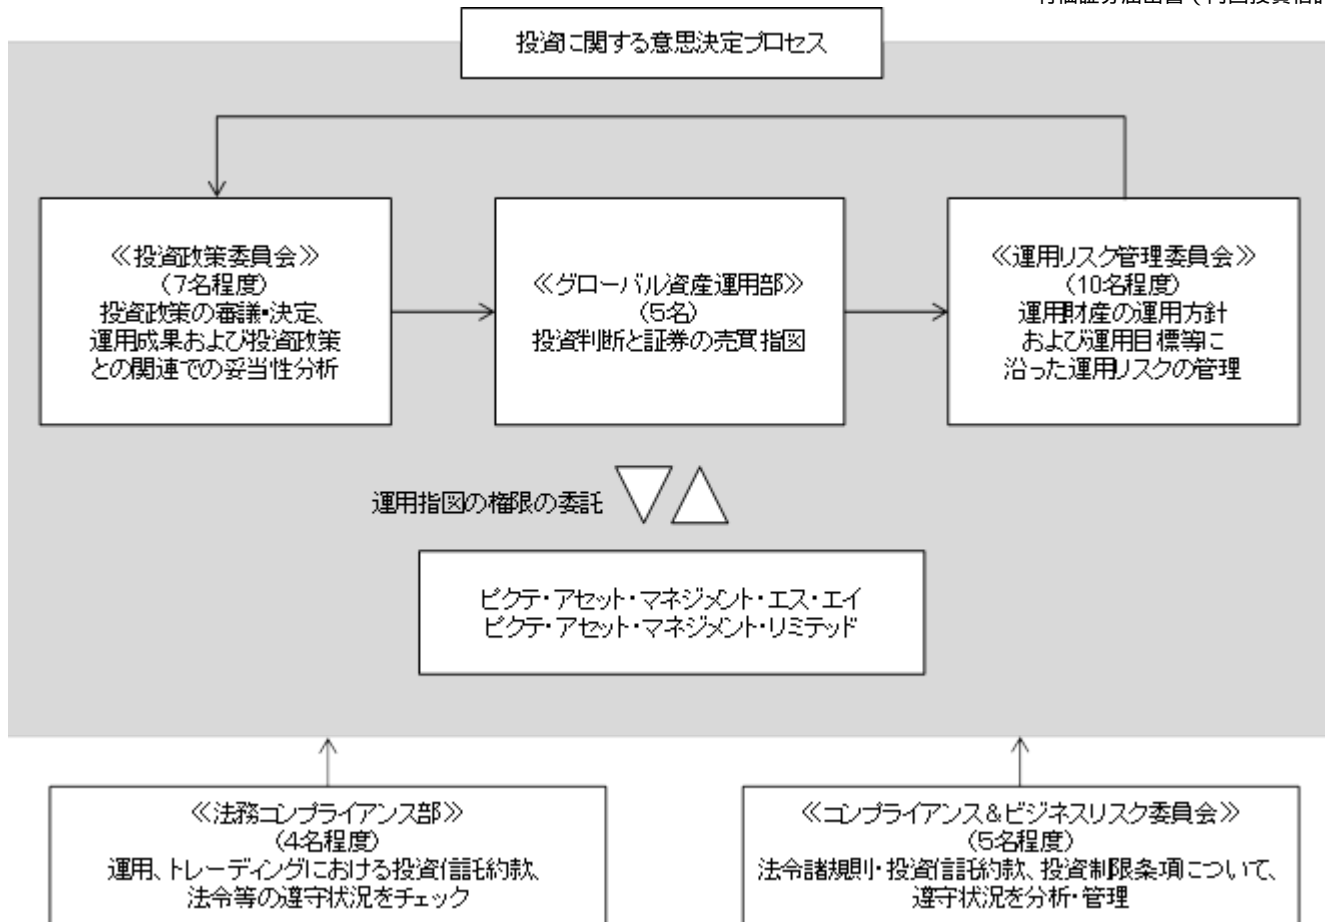 投資に関する意思決定プロセス
≪投資政策委員会≫
(7名程度)
投資政策の審議・決定、
運用成果および投資政策
との関連での妥当性分析
≪グローバル資産運用部≫
(5名)
投資判断と証券の売買指図
≪運用リスク管理委員会≫
(10名程度)
運用財産の運用方針
および運用目標等に
沿った運用リスクの管理
運用指図の権限の委託
ピクテ・アセット・マネジメント・エス・エイ
ピクテ・アセット・マネジメント・リミテッド
≪法務コンプライアンス部≫
(4名程度)
運用、トレーディングにおける投資信託約款、
法令等の遵守状況をチェック
≪コンプライアンス&ビジネスリスク委員会≫
(5名程度)
法令諸規則・投資信託約款、投資制限条項について、
遵守状況を分析・管理